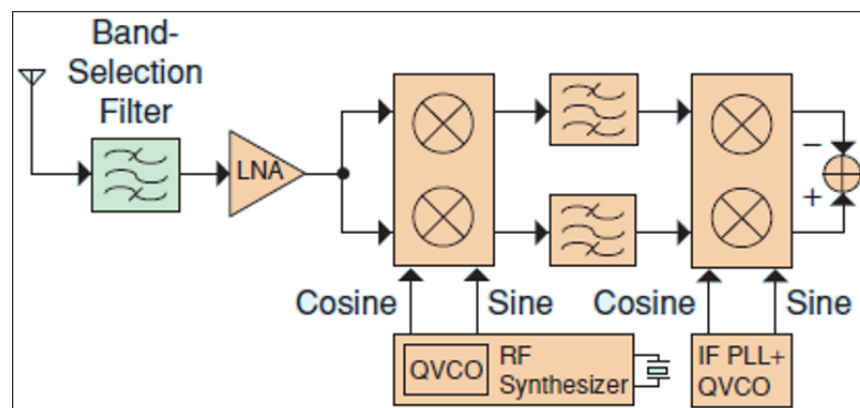 Band-
Selection
Filter
LNA
−
+
Cosine
Sine
Cosine
Sine
QVCO
RF
Synthesizer
IF PLL+
QVCO